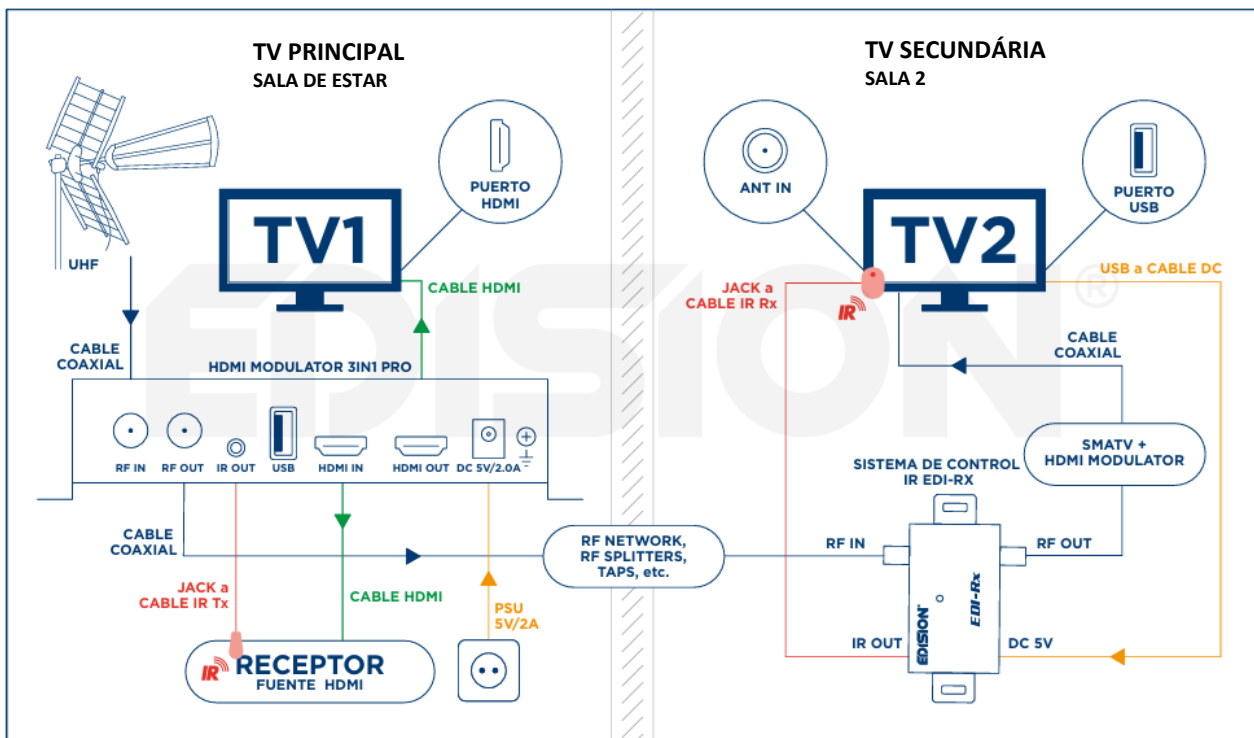 TV PRINCIPAL
SALA DE ESTAR
UHF
TV1
PUERTO
HDMI
CABLE HDMI
CABLE
COAXIAL
HDMI MODULATOR 3IN1 PRO
RF IN
RF OUT
IR OUT
USB
HDMI IN
HDMI OUT
DC 5V/2.0A
CABLE
COAXIAL
JACK a
CABLE IR Tx
CABLE HDMI
PSU
5V/2A
IR
RECEPTOR
FUENTE HDMI
RF NETWORK,
RF SPLITTERS,
TAPS, etc.
TV SECUNDÁRIA
SALA 2
ANT IN
TV2
PUERTO
USB
JACK a
CABLE IR Rx
IR
USB a CABLE DC
CABLE
COAXIAL
SMATV +
HDMI MODULATOR
SISTEMA DE CONTROL
IR EDI-RX
RF IN
RF OUT
EDISION®
EDI-Rx
IR OUT
DC 5V
EDISION®